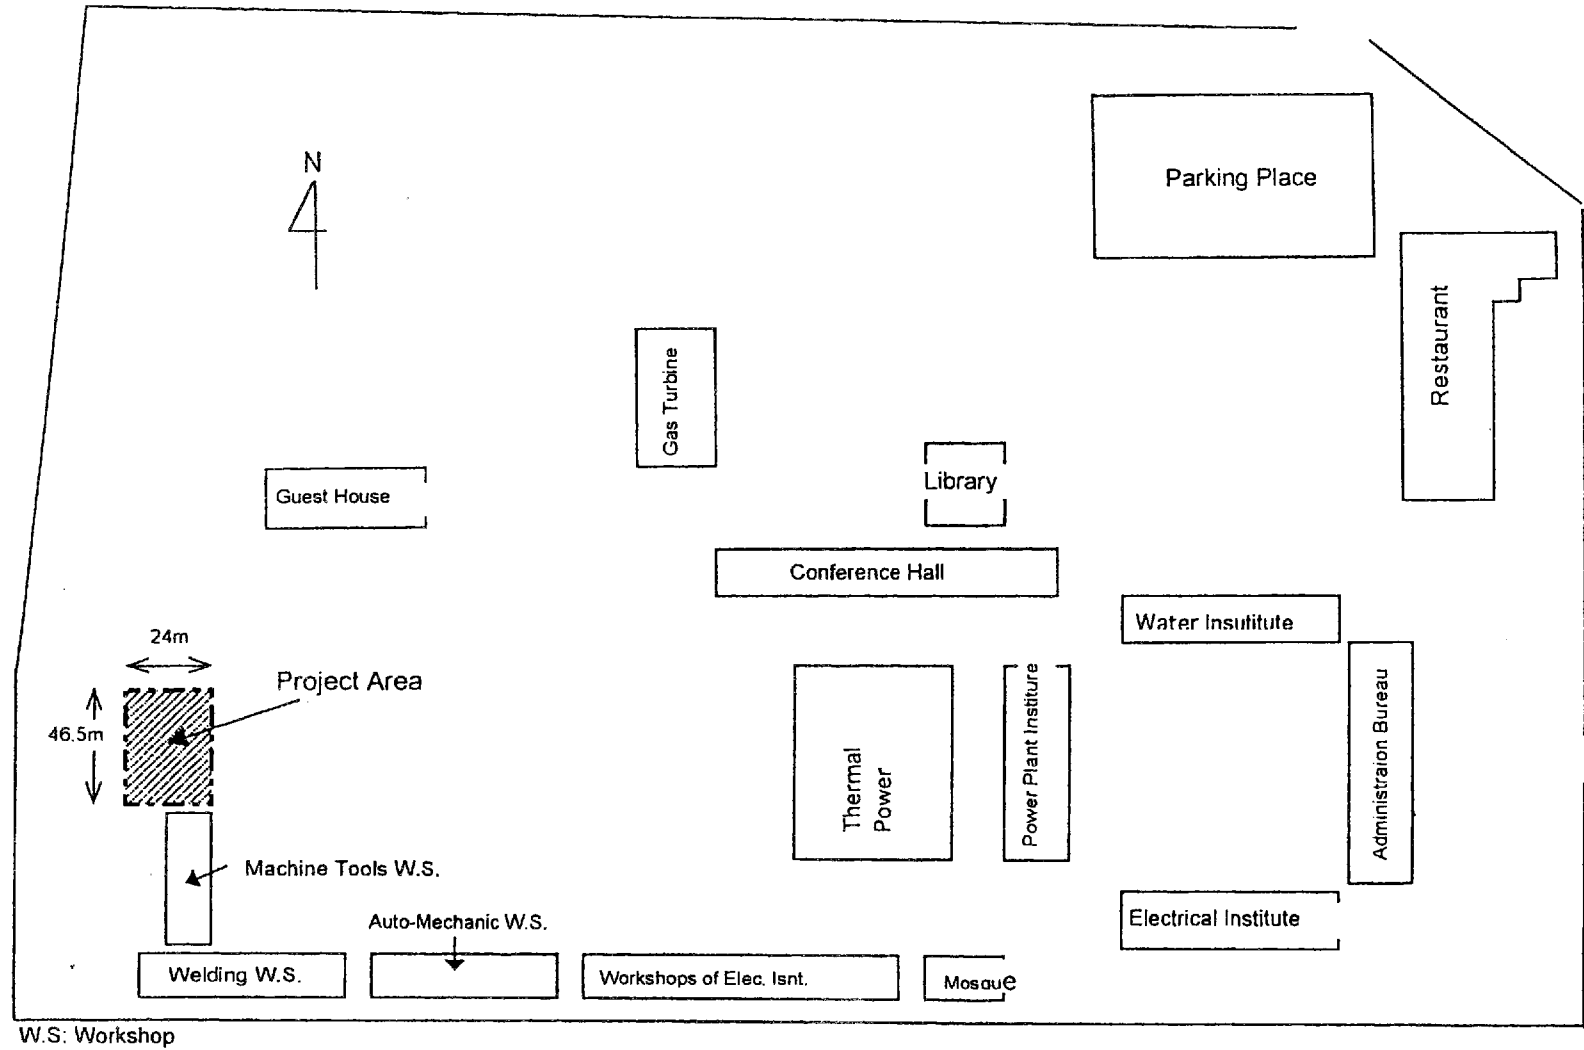 N
Parking Place
Restaurant
Gas Turbine
Library
Guest House
Conference Hall
Water Insutitute
24m
Project Area
46.5m
Thermal
Power
Power Plant Institure
Administraion Bureau
Machine Tools W.S.
Auto-Mechanic W.S.
Electrical Institute
Welding W.S.
Workshops of Elec. Isnt.
Mosque
W.S: Workshop